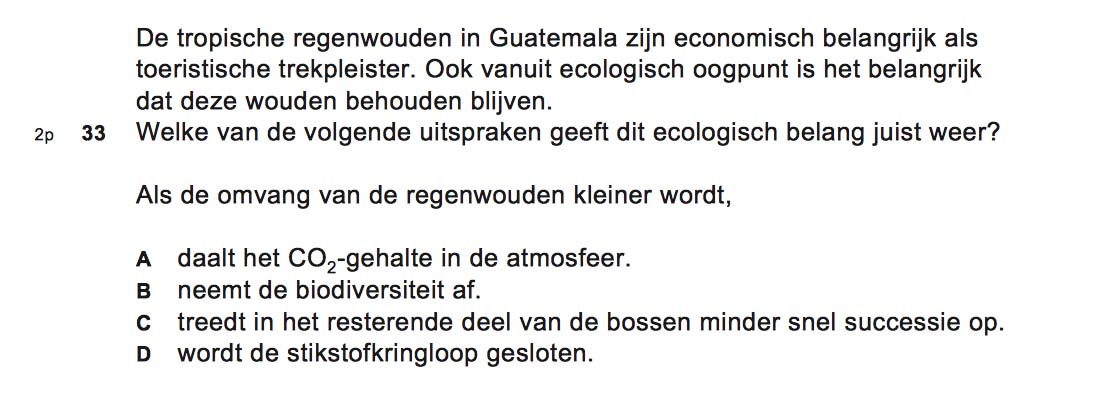 De tropische regenwouden in Guatemala zijn economisch belangrijk als
toeristische trekpleister. Ook vanuit ecologisch oogpunt is het belangrijk
dat deze wouden behouden blijven.
2p 33 Welke van de volgende uitspraken geeft dit ecologisch belang juist weer?
Als de omvang van de regenwouden kleiner wordt,
A daalt het CO₂-gehalte in de atmosfeer.
B neemt de biodiversiteit af.
C treedt in het resterende deel van de bossen minder snel successie op.
D wordt de stikstofkringloop gesloten.